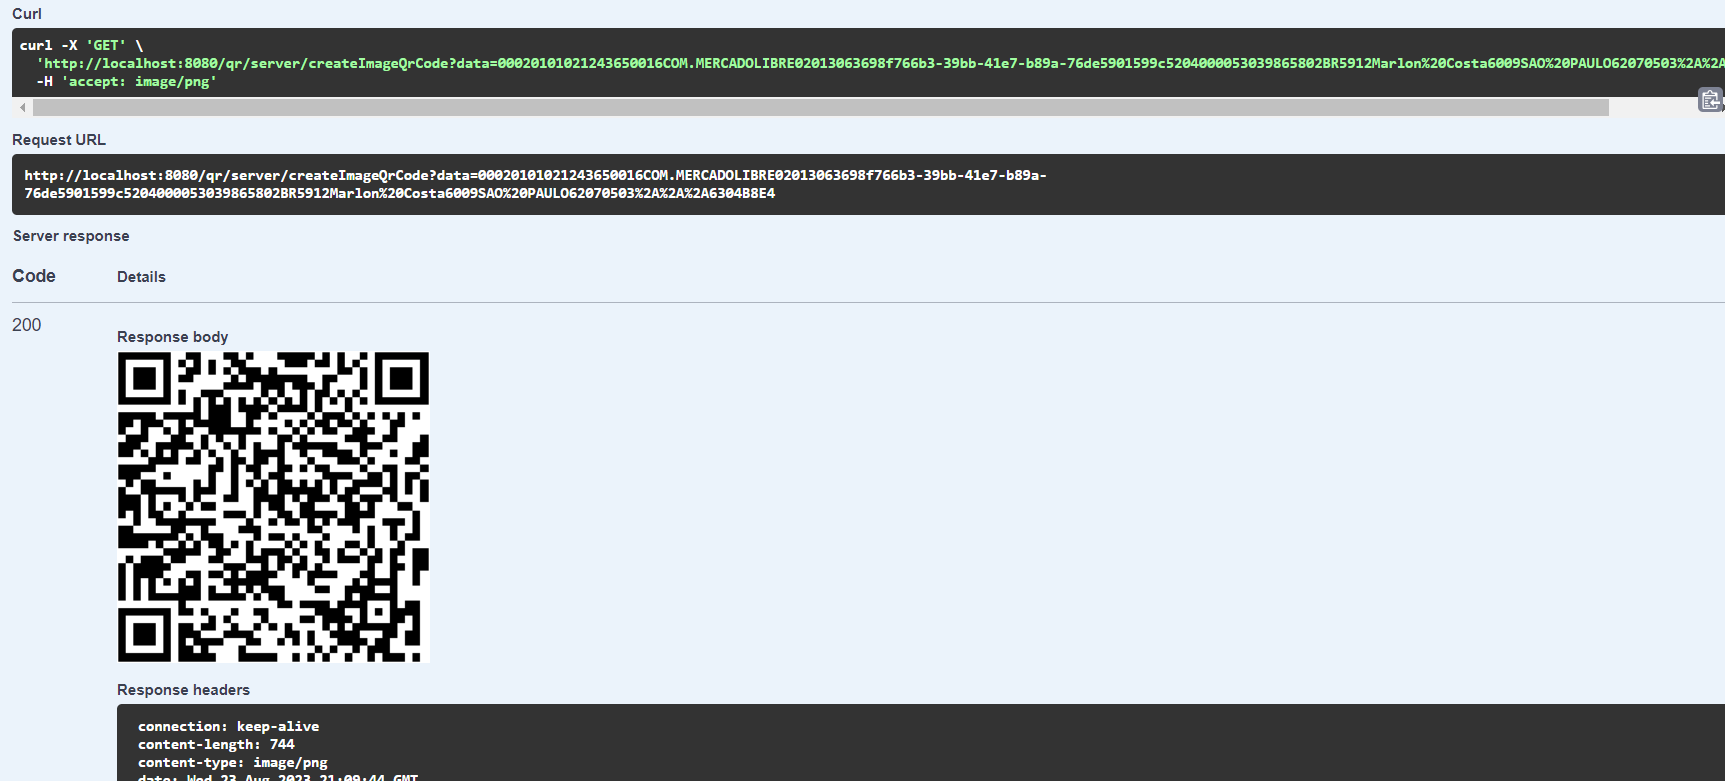 Curl
curl -X 'GET' \
'http://localhost:8080/qr/server/createImageQrCode?data=00020101021243650016COM.MERCADOLIBRE02013063698f766b3-39bb-41e7-b89a-76de5901599c5204000053039865802BR5912Marlon%20Costa6009SAO%20PAULO62070503%2A%2A
-H 'accept: image/png'
Request URL
http://localhost:8080/qr/server/createImageQrCode?data=00020101021243650016COM.MERCADOLIBRE02013063698f766b3-39bb-41e7-b89a-
76de5901599c5204000053039865802BR5912Marlon%20Costa6009SAO%20PAULO62070503%2A%2A%2A6304B8E4
Server response
Code Details
200
Response body
Response headers
connection: keep-alive
content-length: 744
content-type: image/png
date: Wed,23 Aug 2023 21:09:44 GMT